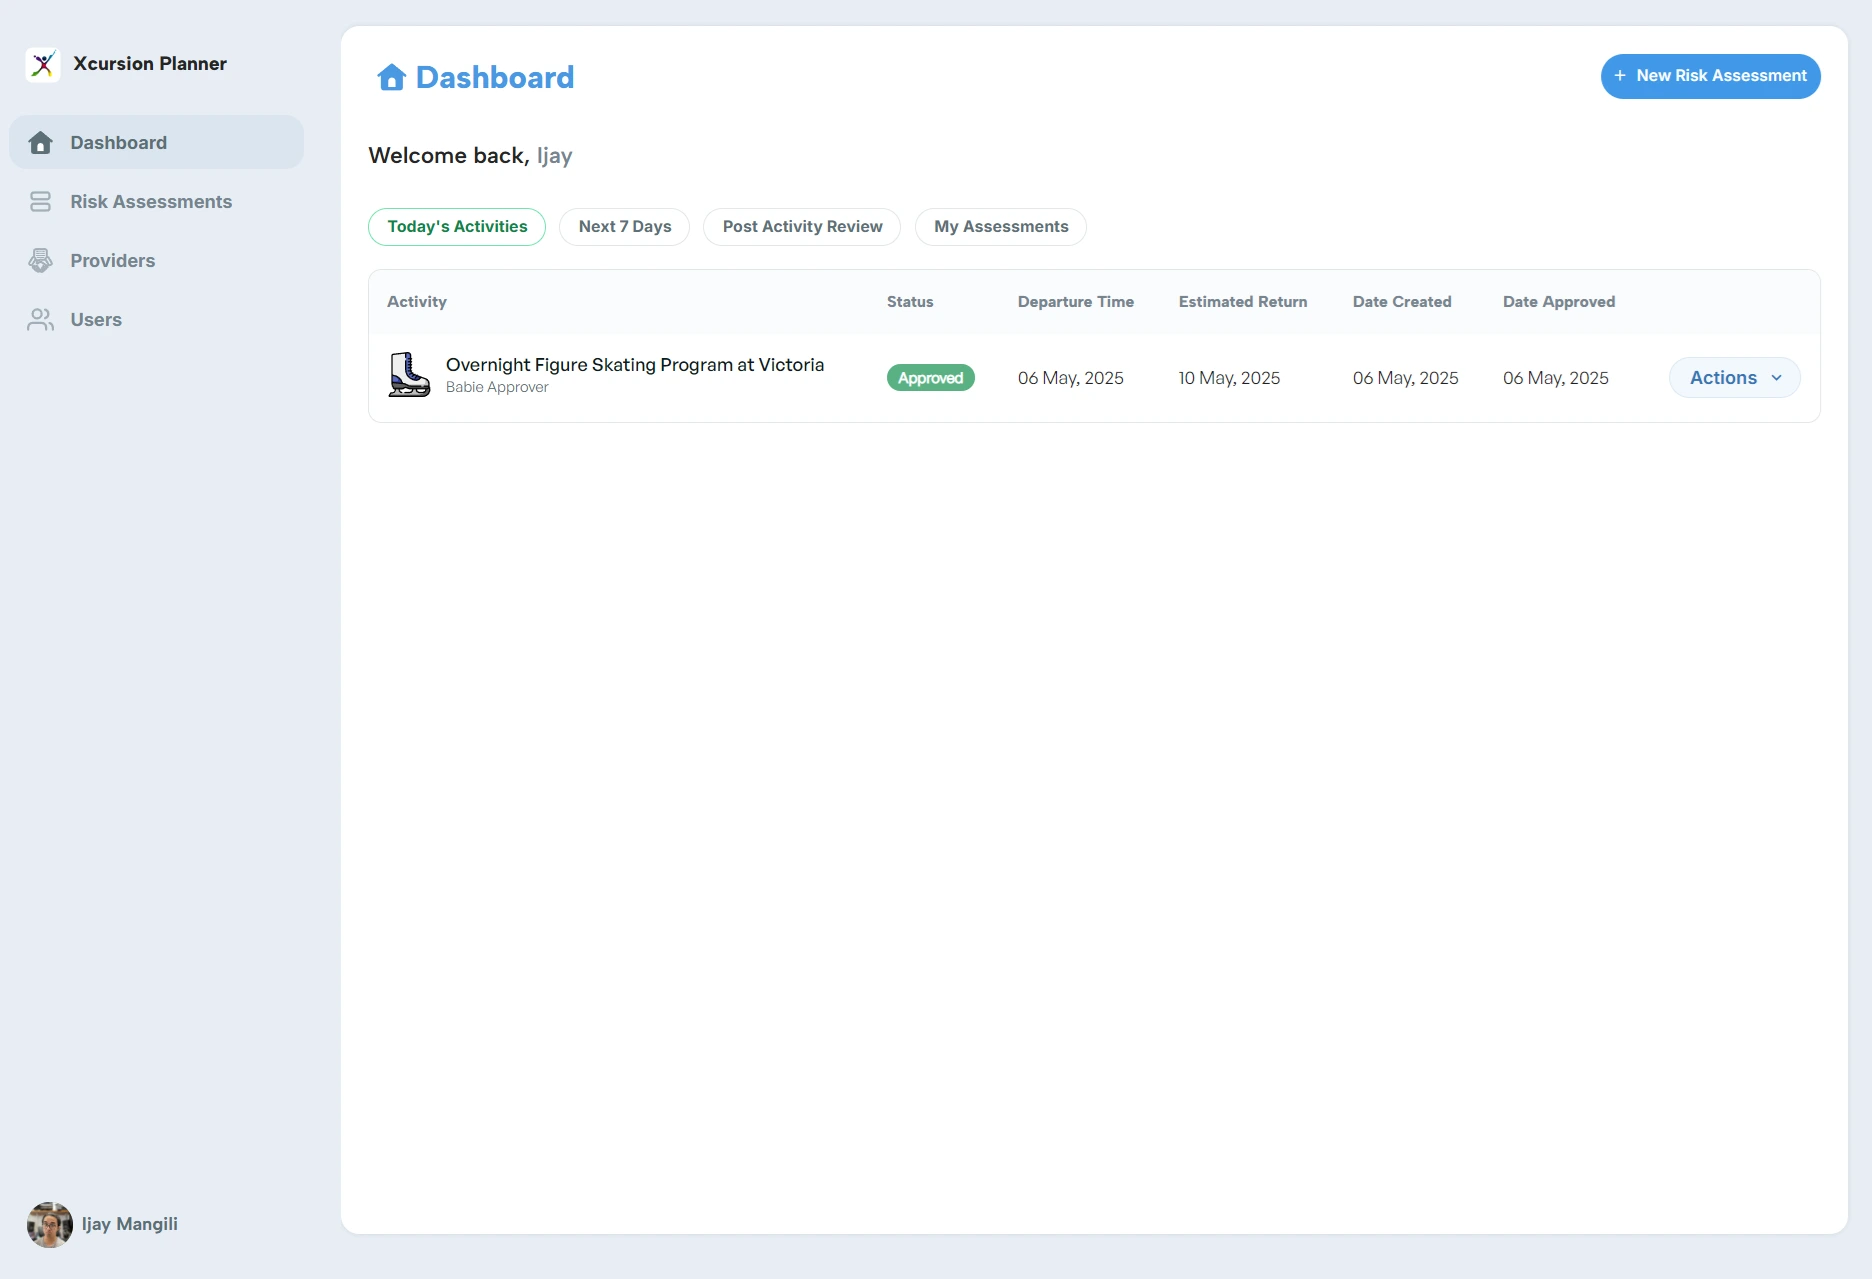 Xcursion Planner
Dashboard
Risk Assessments
Providers
Users
Ijay Mangili
Dashboard
+ New Risk Assessment
Welcome back, Ijay
Today's Activities
Next 7 Days
Post Activity Review
My Assessments
Activity
Status
Departure Time
Estimated Return
Date Created
Date Approved
Overnight Figure Skating Program at Victoria
Babie Approver
Approved
06 May, 2025
10 May, 2025
06 May, 2025
06 May, 2025
Actions